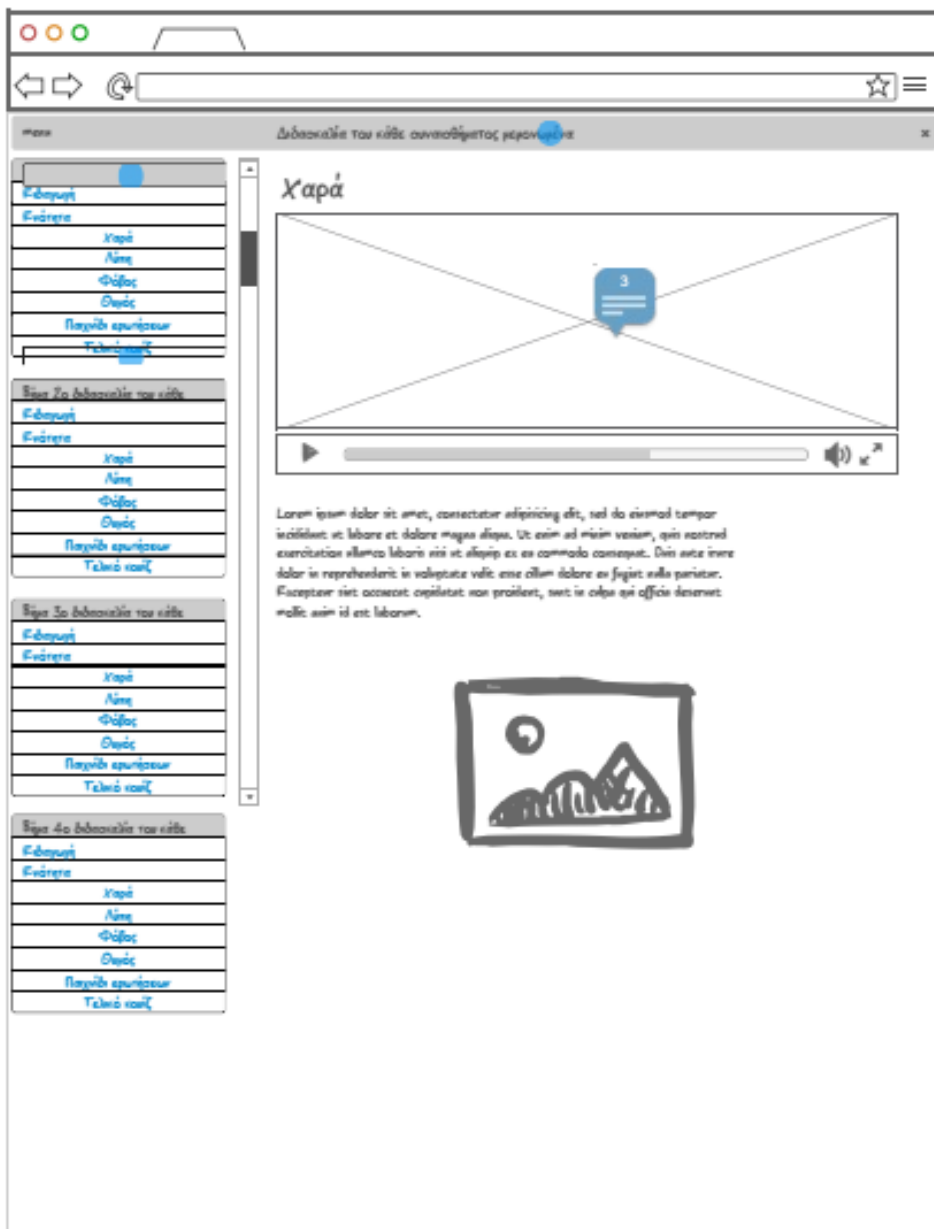 menu
Διδασκαλία του κάθε συναισθήματος μεμονωμένα
Εισαγωγή
Ενότητα
Χαρά
Λύπη
Φόβος
Θυμός
Παιχνίδι ερωτήσεων
Τελικό κουίζ
Βήμα 2ο διδασκαλία του κάθε
Εισαγωγή
Ενότητα
Χαρά
Λύπη
Φόβος
Θυμός
Παιχνίδι ερωτήσεων
Τελικό κουίζ
Βήμα 3ο διδασκαλία του κάθε
Εισαγωγή
Ενότητα
Χαρά
Λύπη
Φόβος
Θυμός
Παιχνίδι ερωτήσεων
Τελικό κουίζ
Βήμα 4ο διδασκαλία του κάθε
Εισαγωγή
Ενότητα
Χαρά
Λύπη
Φόβος
Θυμός
Παιχνίδι ερωτήσεων
Τελικό κουίζ
Χαρά
3
Lorem ipsum dolor sit amet, consectetur adipisicing elit, sed do eiusmod tempor
incididunt ut labore et dolore magna aliqua. Ut enim ad minim veniam, quis nostrud
exercitation ullamco laboris nisi ut aliquip ex ea commodo consequat. Duis aute irure
dolor in reprehenderit in voluptate velit esse cillum dolore eu fugiat nulla pariatur.
Excepteur sint occaecat cupidatat non proident, sunt in culpa qui officia deserunt
mollit anim id est laborum.